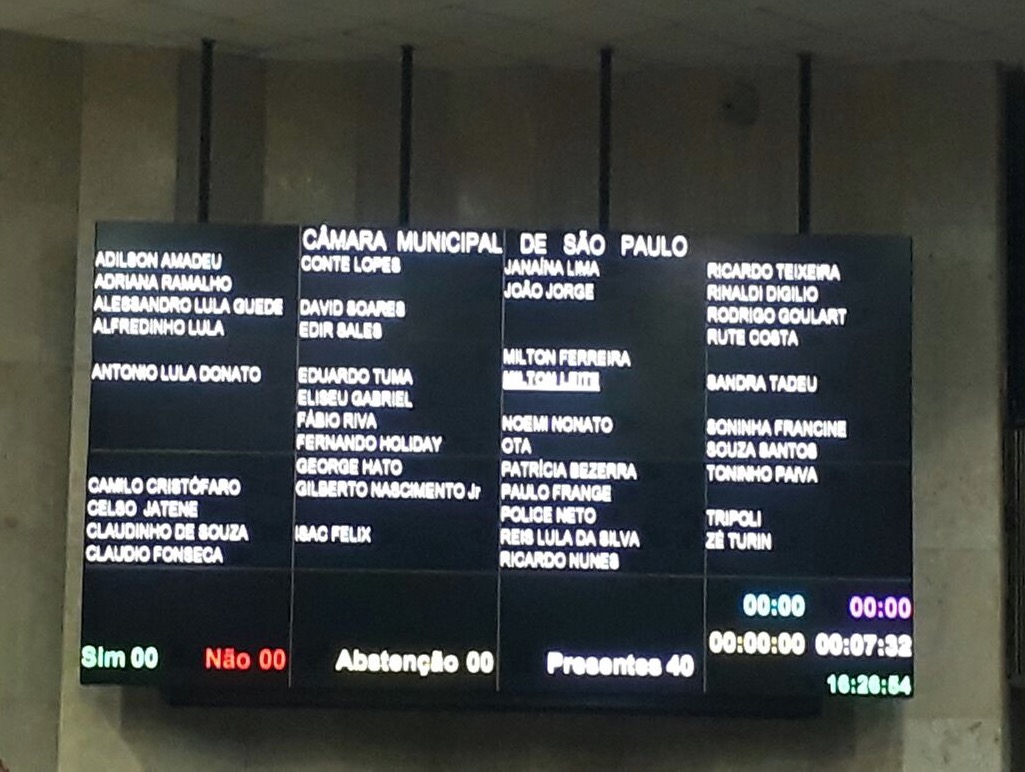 CÂMARA MUNICIPAL DE SÃO PAULO
ADILSON AMADEU
ADRIANA RAMALHO
ALESSANDRO LULA GUEDE
ALFREDINHO LULA
ANTONIO LULA DONATO
CAMILO CRISTÓFARO
CELSO JATENE
CLAUDINHO DE SOUZA
CLAUDIO FONSECA
CONTE LOPES
DAVID SOARES
EDIR SALES
EDUARDO TUMA
ELISEU GABRIEL
FÁBIO RIVA
FERNANDO HOLIDAY
GEORGE HATO
GILBERTO NASCIMENTO Jr
ISAC FELIX
JANAÍNA LIMA
JOÃO JORGE
MILTON FERREIRA
MILTON LEITE
NOEMI NONATO
OTA
PATRÍCIA BEZERRA
PAULO FRANGE
POLICE NETO
REIS LULA DA SILVA
RICARDO NUNES
RICARDO TEIXEIRA
RINALDI DIGILIO
RODRIGO GOULART
RUTE COSTA
SANDRA TADEU
SONINHA FRANCINE
SOUZA SANTOS
TONINHO PAIVA
TRIPOLI
ZÉ TURIN
00:00 00:00
00:00:00 00:07:32
Sim 00 Não 00 Abstenção 00 Presentes 40
16:26:54